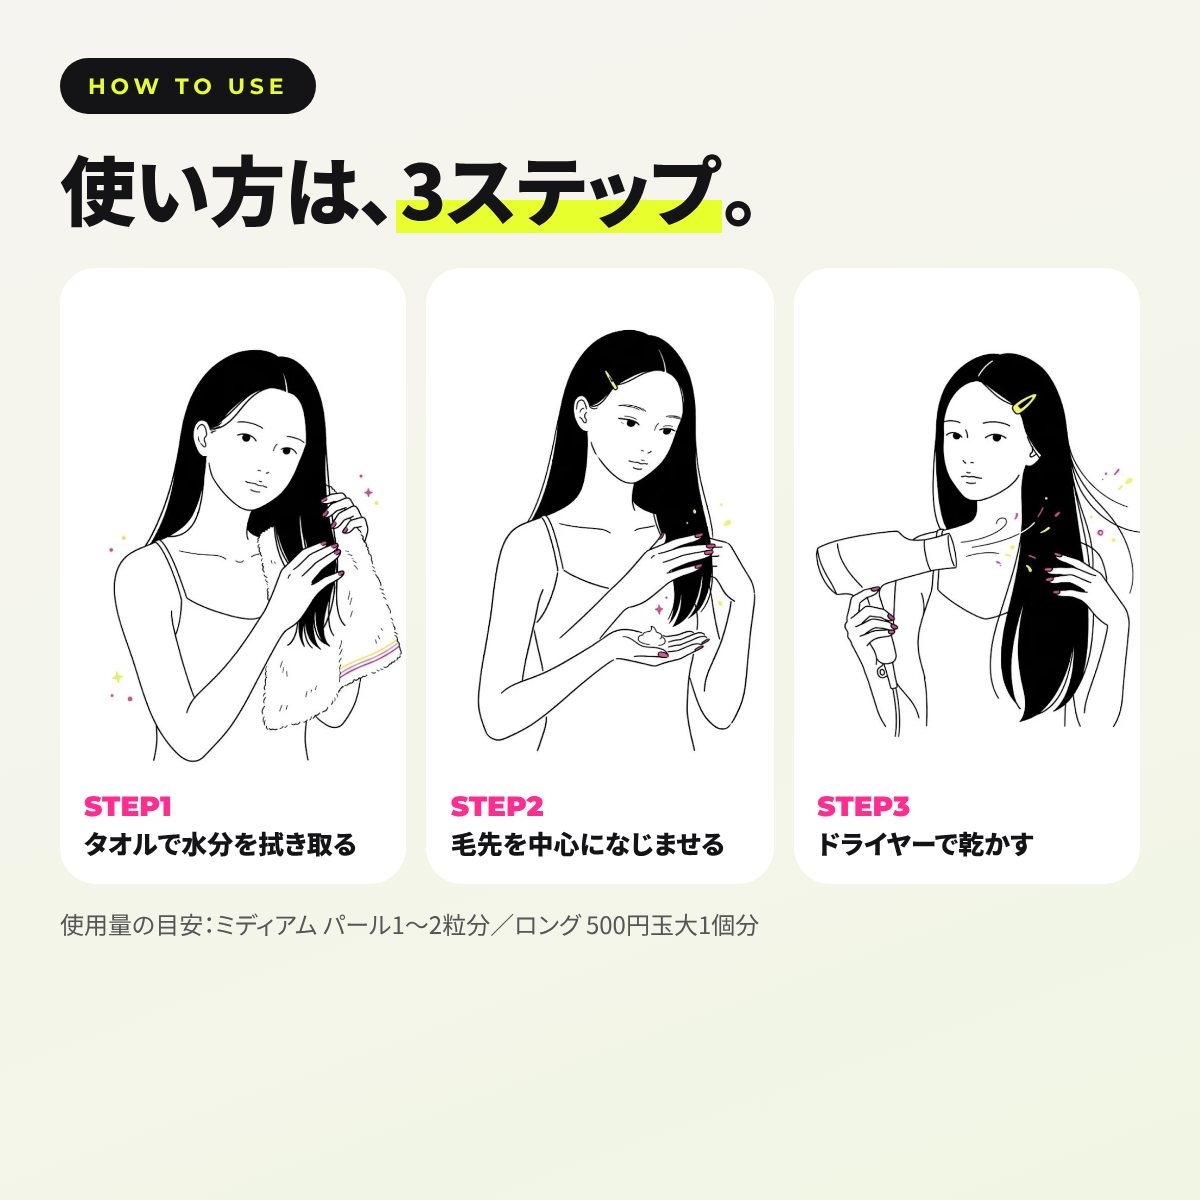 HOW TO USE
使い方は、3ステップ。
STEP1
タオルで水分を拭き取る
STEP2
毛先を中心になじませる
STEP3
ドライヤーで乾かす
使用量の目安：ミディアム パール1〜2粒分／ロング 500円玉大1個分